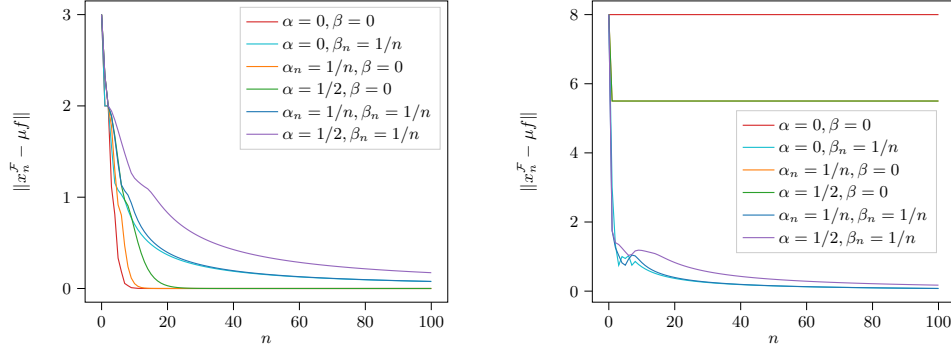 3
2
1
0
0
20
40
60
80
100
n
||x_n^ℱ − μf||
α = 0, β = 0
α = 0, β_n = 1/n
α_n = 1/n, β = 0
α = 1/2, β = 0
α_n = 1/n, β_n = 1/n
α = 1/2, β_n = 1/n
8
6
4
2
0
0
20
40
60
80
100
n
||x_n^ℱ − μf||
α = 0, β = 0
α = 0, β_n = 1/n
α_n = 1/n, β = 0
α = 1/2, β = 0
α_n = 1/n, β_n = 1/n
α = 1/2, β_n = 1/n